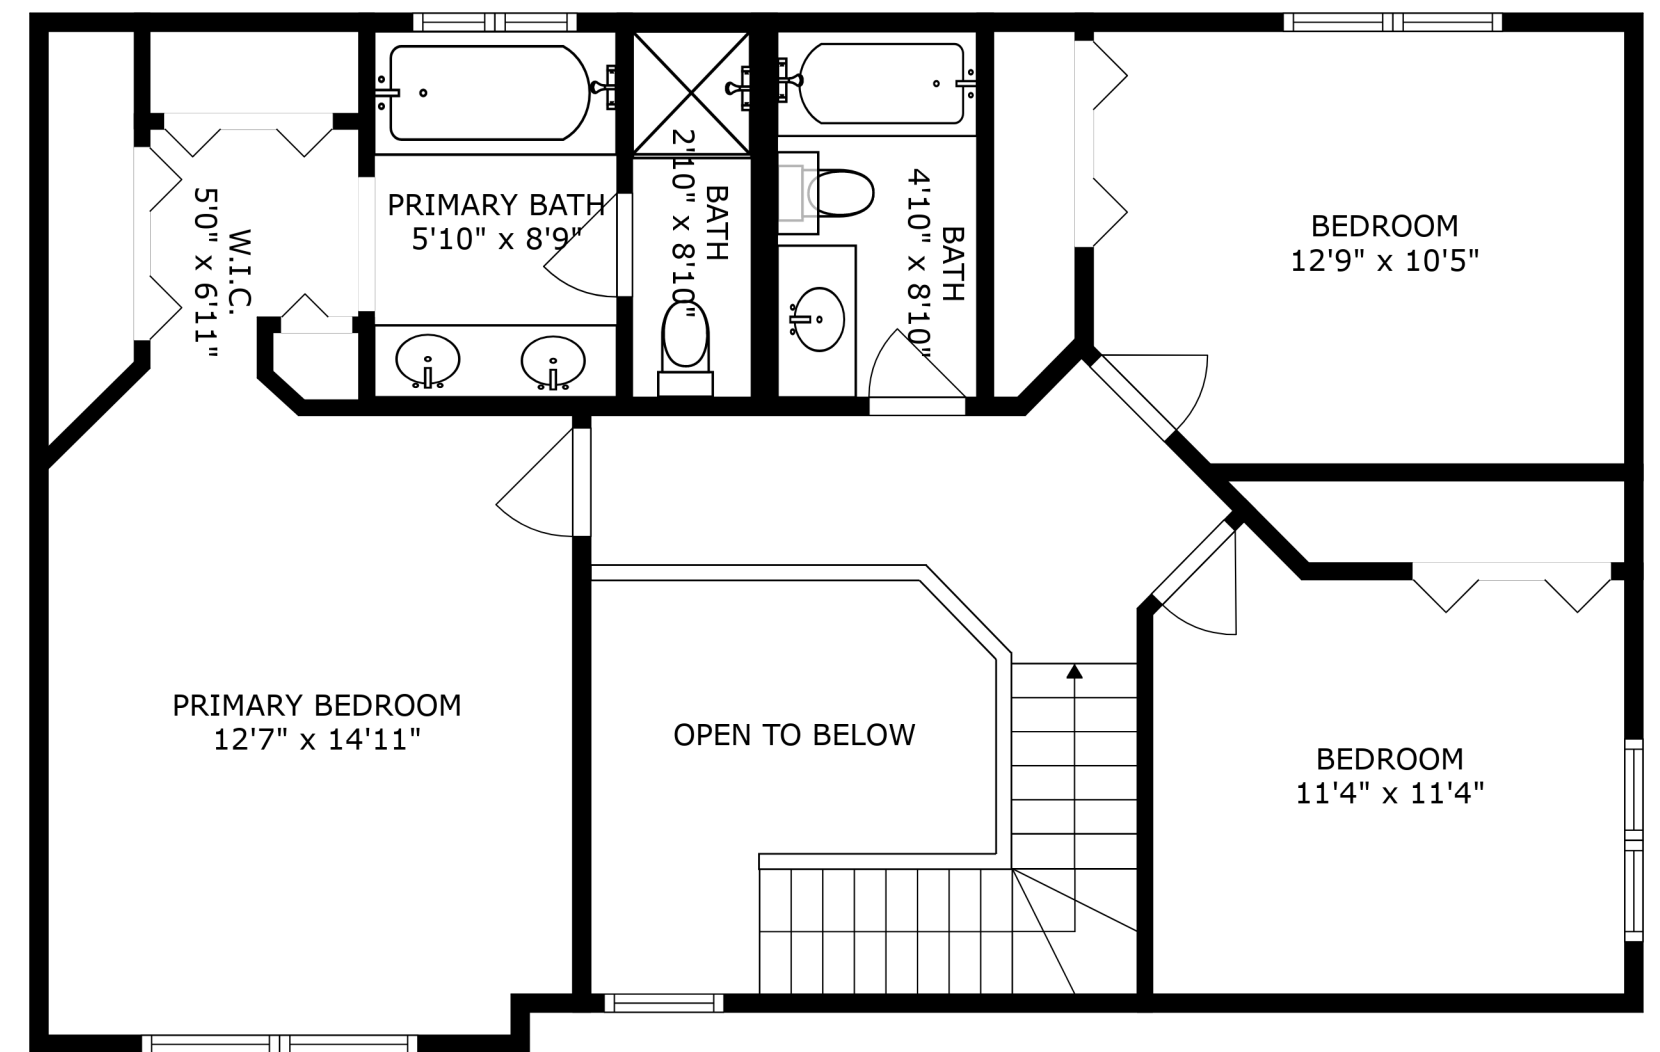 PRIMARY BATH
5'10" x 8'9"
BATH
2'10" x 8'10"
BATH
4'10" x 8'10"
W.I.C.
5'0" x 6'11"
BEDROOM
12'9" x 10'5"
PRIMARY BEDROOM
12'7" x 14'11"
OPEN TO BELOW
BEDROOM
11'4" x 11'4"